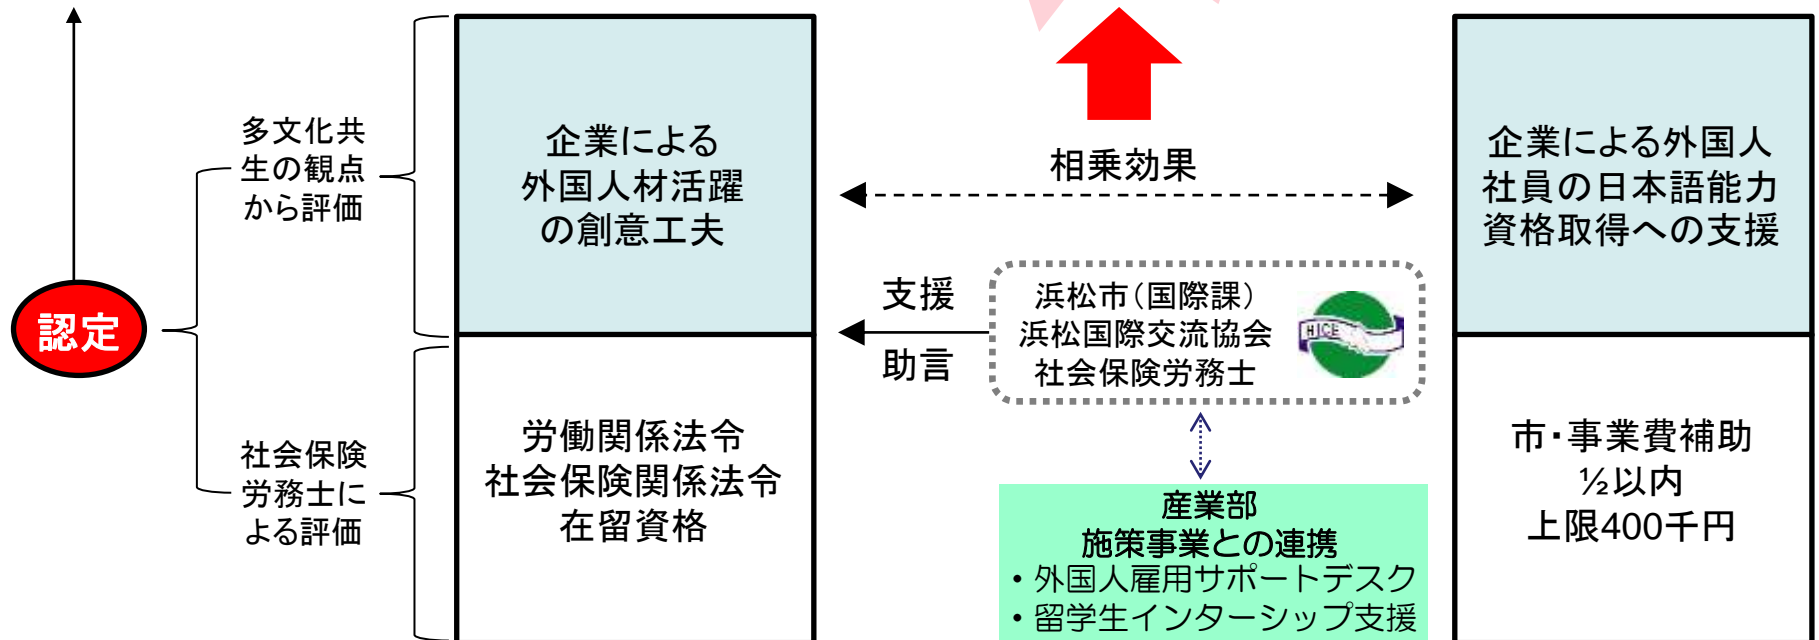 認定
多文化共
生の観点
から評価
社会保険
労務士に
よる評価
企業による
外国人材活躍
の創意工夫
労働関係法令
社会保険関係法令
在留資格
相乗効果
支援
助言
浜松市(国際課)
浜松国際交流協会
社会保険労務士
HICE
産業部
施策事業との連携
・外国人雇用サポートデスク
・留学生インターシップ支援
企業による外国人
社員の日本語能力
資格取得への支援
市・事業費補助
½以内
上限400千円